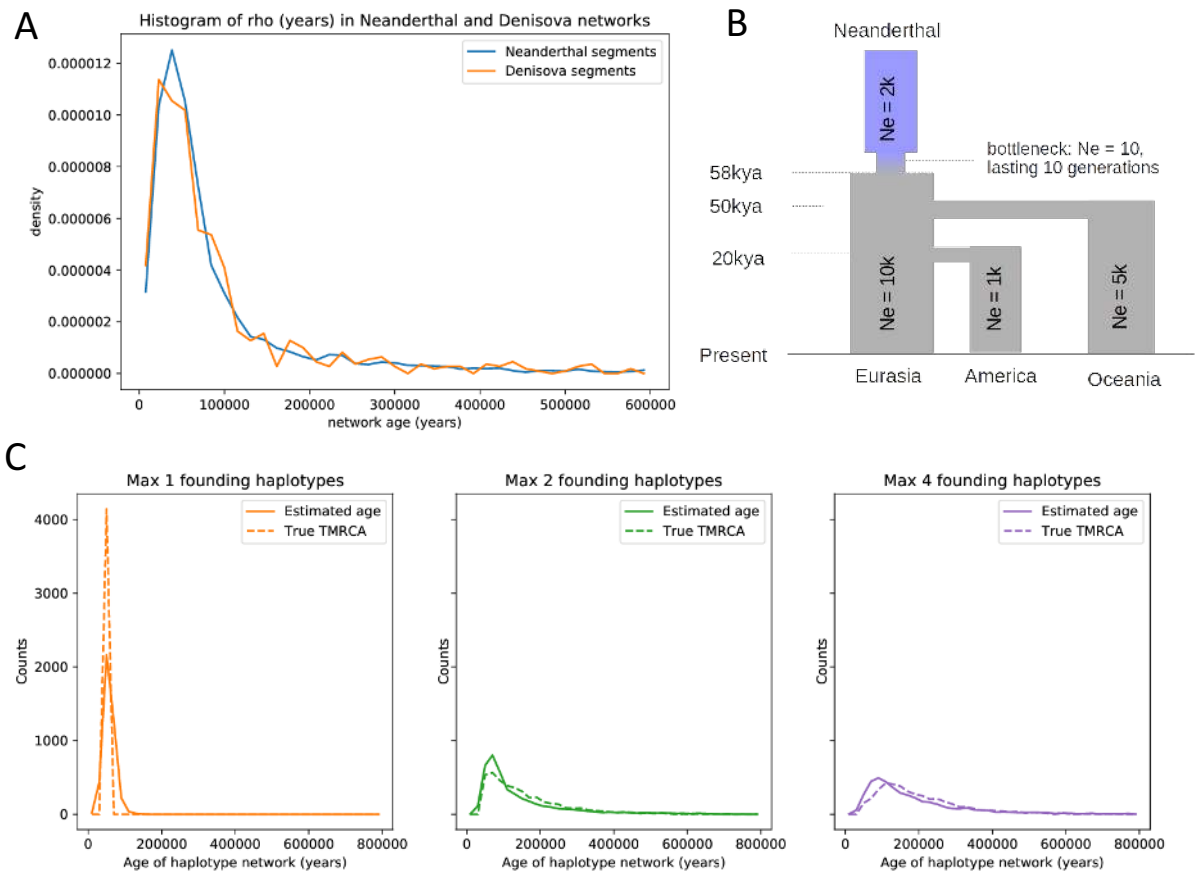 A
Histogram of rho (years) in Neanderthal and Denisova networks
Neanderthal segments
Denisova segments
0.000012
0.000010
0.000008
0.000006
0.000004
0.000002
0.000000
density
0
100000
200000
300000
400000
500000
600000
network age (years)
B
Neanderthal
Ne = 2k
bottleneck: Ne = 10,
lasting 10 generations
58kya
50kya
20kya
Ne = 10k
Ne = 1k
Ne = 5k
Present
Eurasia
America
Oceania
C
Max 1 founding haplotypes
Estimated age
True TMRCA
4000
3000
2000
1000
0
Counts
0
200000
400000
600000
800000
Age of haplotype network (years)
Max 2 founding haplotypes
Estimated age
True TMRCA
Counts
0
200000
400000
600000
800000
Age of haplotype network (years)
Max 4 founding haplotypes
Estimated age
True TMRCA
Counts
0
200000
400000
600000
800000
Age of haplotype network (years)